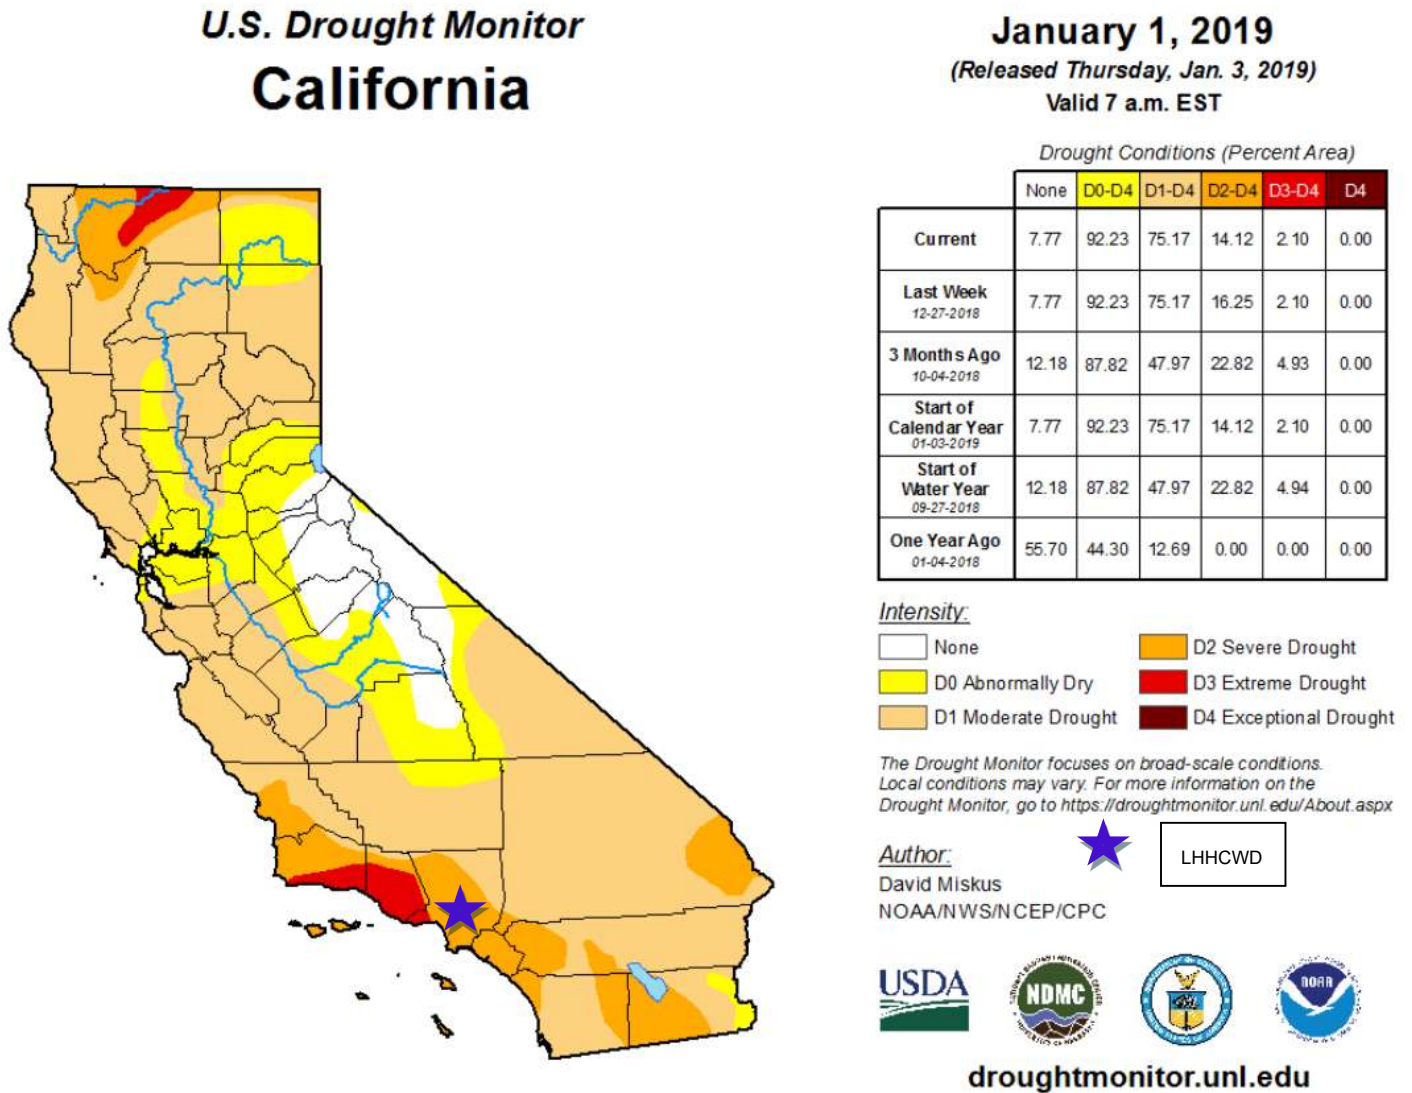 U.S. Drought Monitor
California
January 1, 2019
(Released Thursday, Jan. 3, 2019)
Valid 7 a.m. EST
Drought Conditions (Percent Area)
None D0-D4 D1-D4 D2-D4 D3-D4 D4
Current 7.77 92.23 75.17 14.12 2.10 0.00
Last Week
12-27-2018 7.77 92.23 75.17 16.25 2.10 0.00
3 Months Ago
10-04-2018 12.18 87.82 47.97 22.82 4.93 0.00
Start of
Calendar Year
01-03-2019 7.77 92.23 75.17 14.12 2.10 0.00
Start of
Water Year
09-27-2018 12.18 87.82 47.97 22.82 4.94 0.00
One Year Ago
01-04-2018 55.70 44.30 12.69 0.00 0.00 0.00
Intensity:
None
D0 Abnormally Dry
D1 Moderate Drought
D2 Severe Drought
D3 Extreme Drought
D4 Exceptional Drought
The Drought Monitor focuses on broad-scale conditions.
Local conditions may vary. For more information on the
Drought Monitor, go to https://droughtmonitor.unl.edu/About.aspx
LHHCWD
Author:
David Miskus
NOAA/NWS/NCEP/CPC
USDA
NDMC
NOAA
droughtmonitor.unl.edu